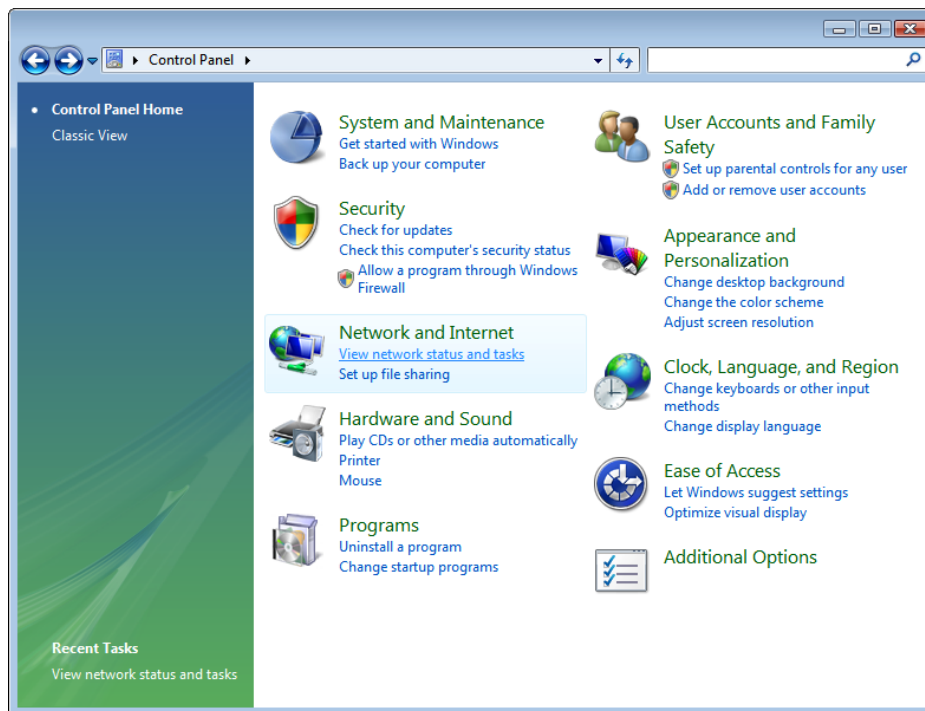 Control Panel
Control Panel Home
Classic View
System and Maintenance
Get started with Windows
Back up your computer
Security
Check for updates
Check this computer's security status
Allow a program through Windows
Firewall
Network and Internet
View network status and tasks
Set up file sharing
Hardware and Sound
Play CDs or other media automatically
Printer
Mouse
Programs
Uninstall a program
Change startup programs
User Accounts and Family
Safety
Set up parental controls for any user
Add or remove user accounts
Appearance and
Personalization
Change desktop background
Change the color scheme
Adjust screen resolution
Clock, Language, and Region
Change keyboards or other input
methods
Change display language
Ease of Access
Let Windows suggest settings
Optimize visual display
Additional Options
Recent Tasks
View network status and tasks